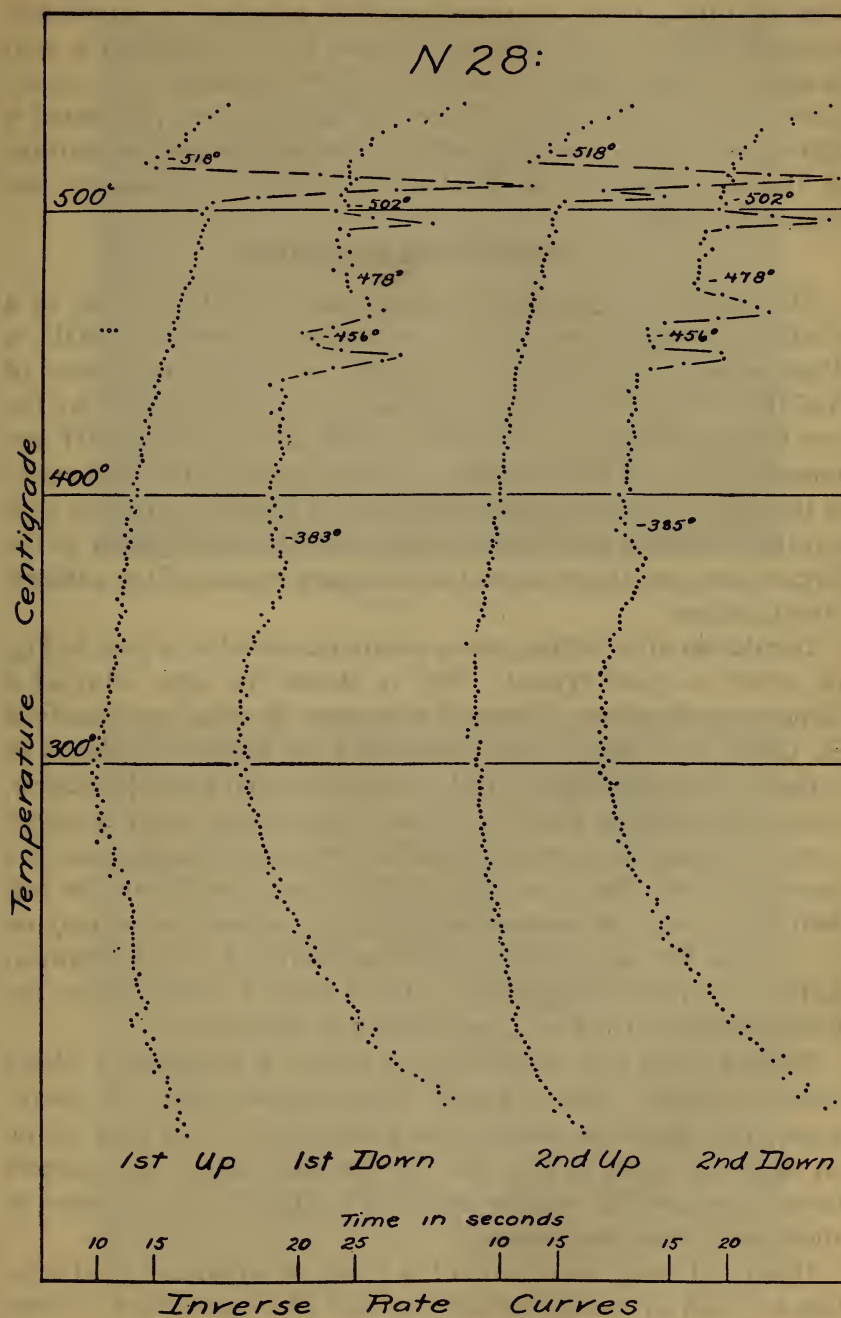 N 28:
-518° -518°
500° -502° -502°
478° -478°
-456° -456°
400°
-383° -385°
300°
Temperature Centigrade
1st Up 1st Down 2nd Up 2nd Down
Time in seconds
10 15 20 25 10 15 15 20
Inverse Rate Curves